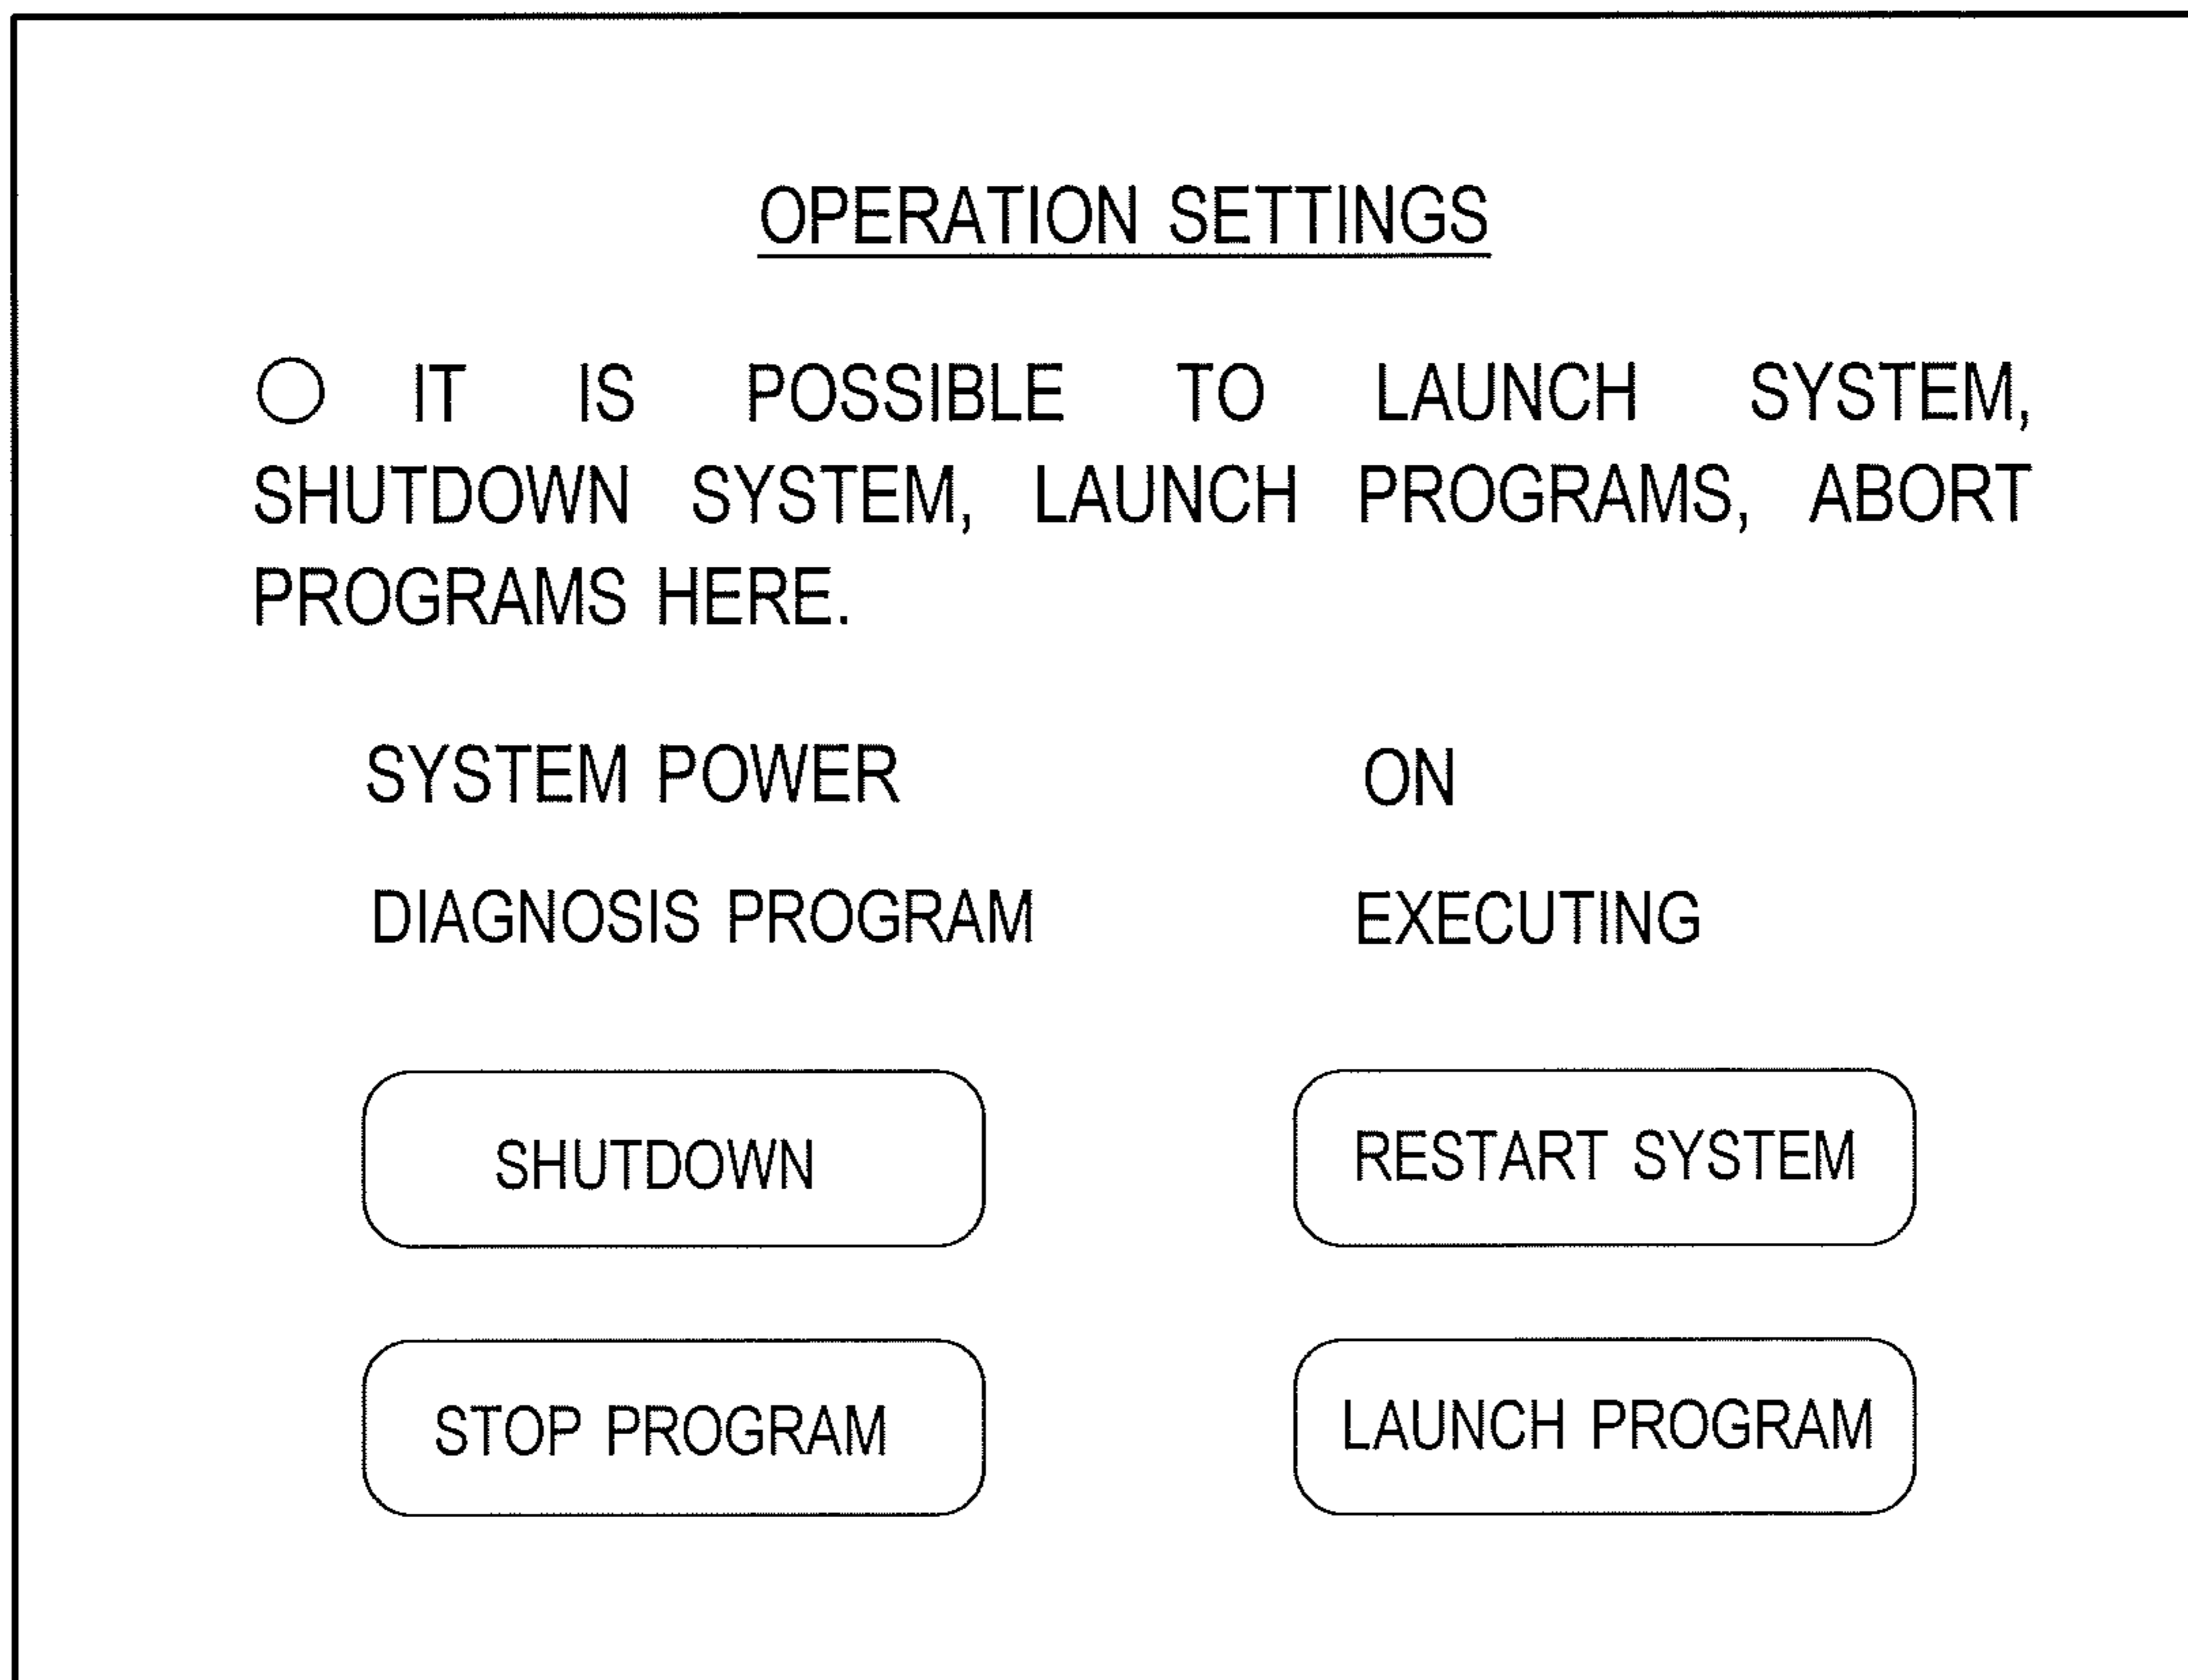 OPERATION SETTINGS
○ IT IS POSSIBLE TO LAUNCH SYSTEM,
SHUTDOWN SYSTEM, LAUNCH PROGRAMS, ABORT
PROGRAMS HERE.
SYSTEM POWER ON
DIAGNOSIS PROGRAM EXECUTING
SHUTDOWN RESTART SYSTEM
STOP PROGRAM LAUNCH PROGRAM